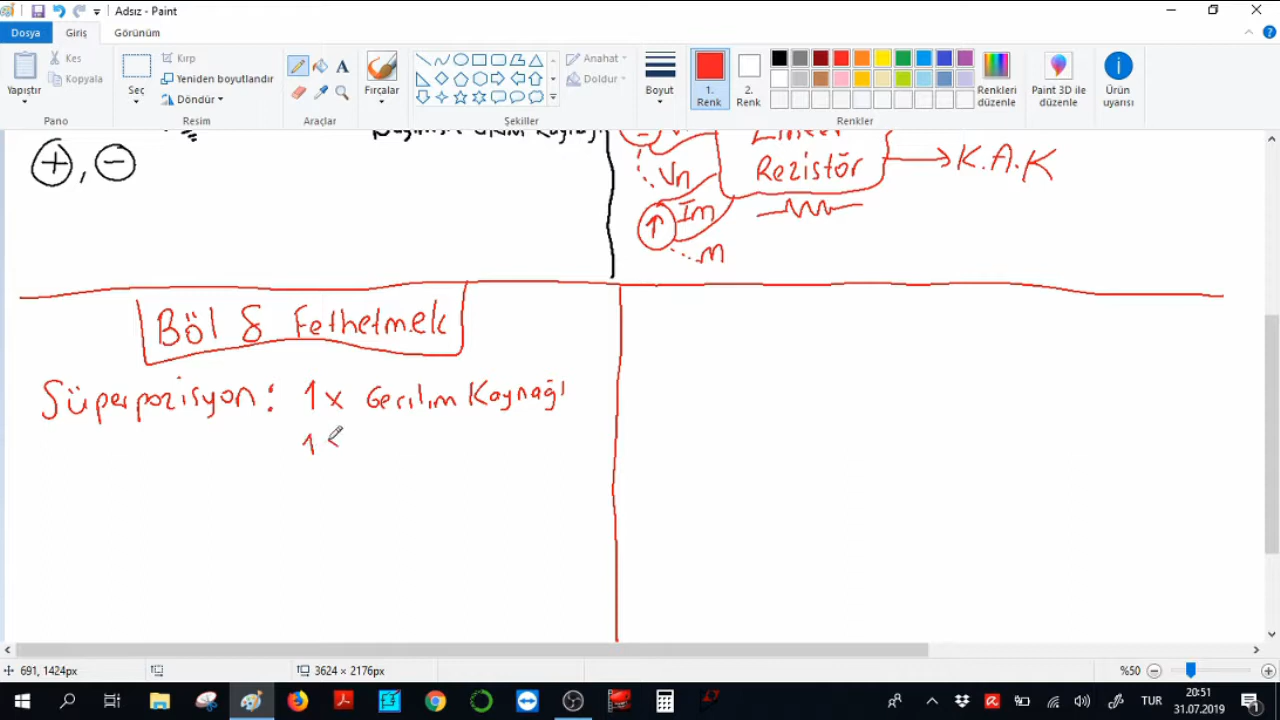 Adsız - Paint
Dosya Giriş Görünüm
Yapıştır
Kes
Kopyala
Pano
Seç
Kırp
Yeniden boyutlandır
Döndür
Resim
Araçlar
Fırçalar
Anahat
Doldur
Şekiller
Boyut
1. Renk
2. Renk
Renkleri düzenle
Renkler
Paint 3D ile düzenle
Ürün uyarısı
+, -
Vn
Im
... m
Rezistör
K.A.K
Böl & Fethetmek
Süperpozisyon: 1x Gerilim Kaynağı
1
691, 1424px
3624 × 2176px
%50
TUR
20:51
31.07.2019
1